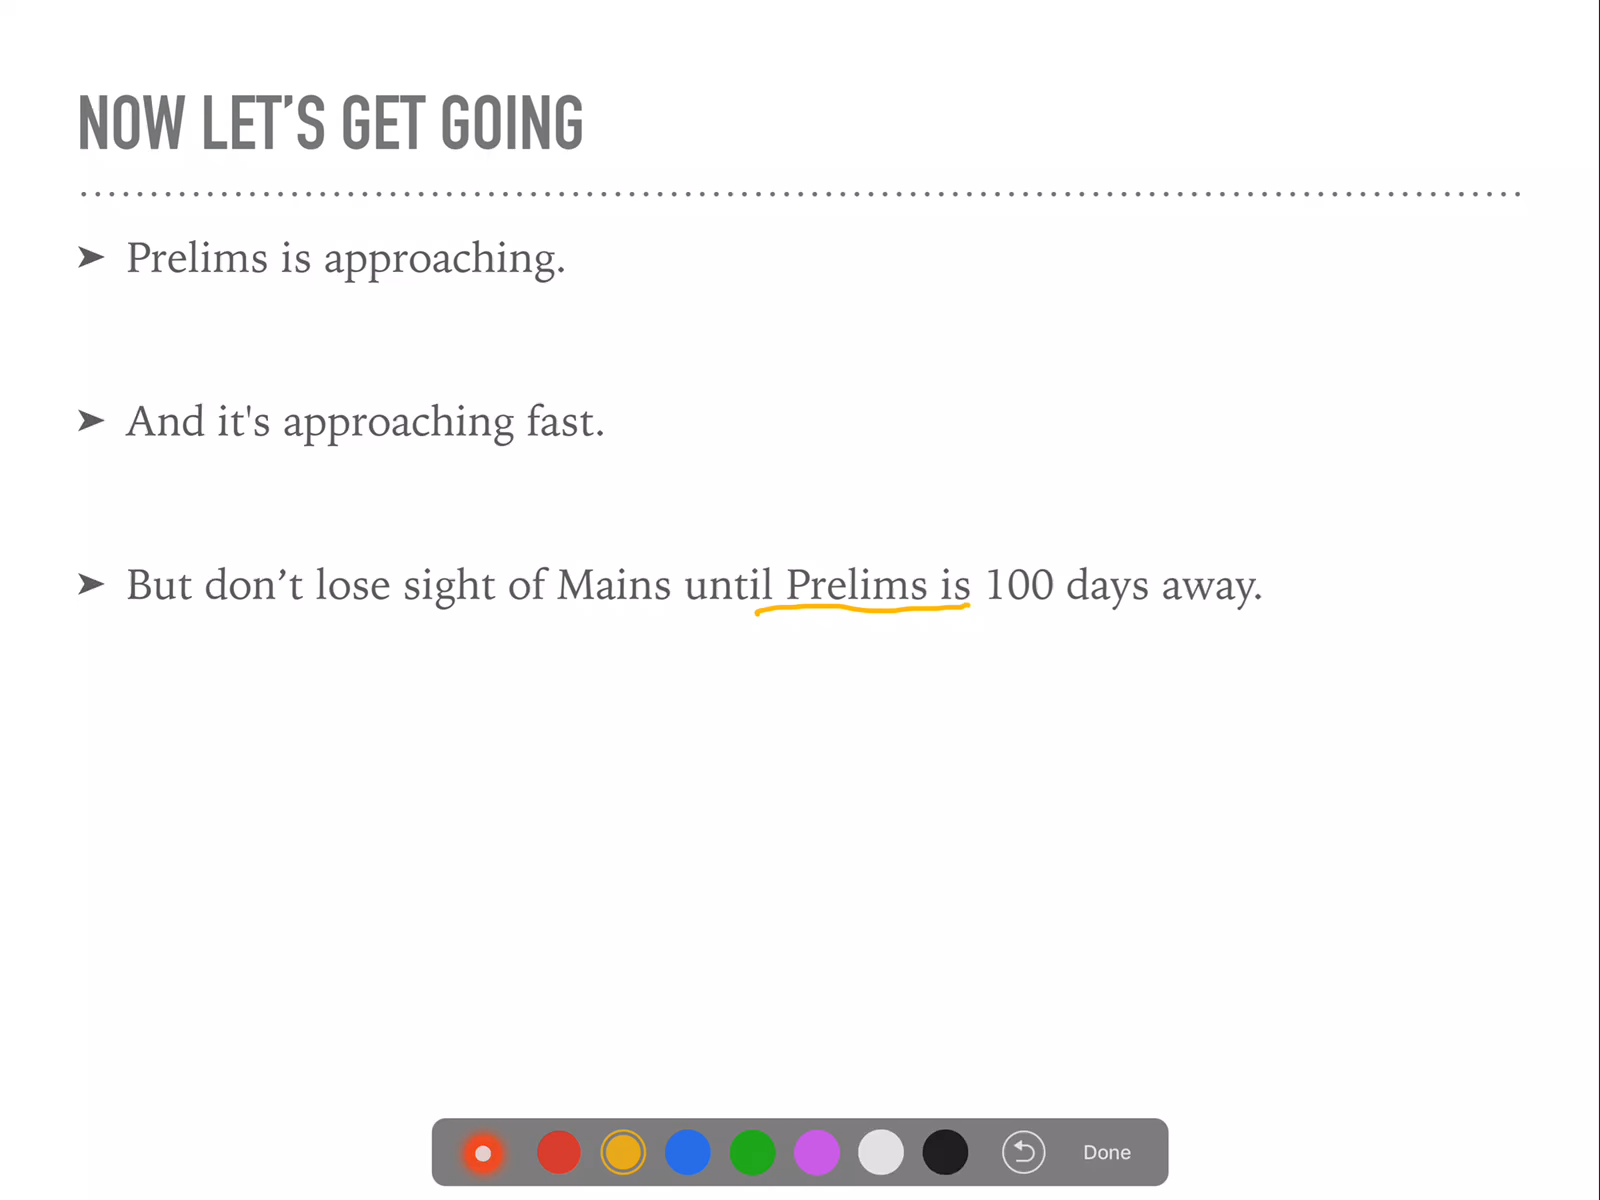 NOW LET’S GET GOING
➤ Prelims is approaching.
➤ And it's approaching fast.
➤ But don’t lose sight of Mains until Prelims is 100 days away.
Done